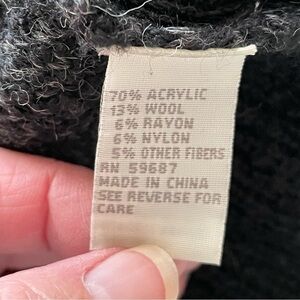 70% ACRYLIC
13% WOOL
6% RAYON
6% NYLON
5% OTHER FIBERS
RN 59687
MADE IN CHINA
SEE REVERSE FOR
CARE